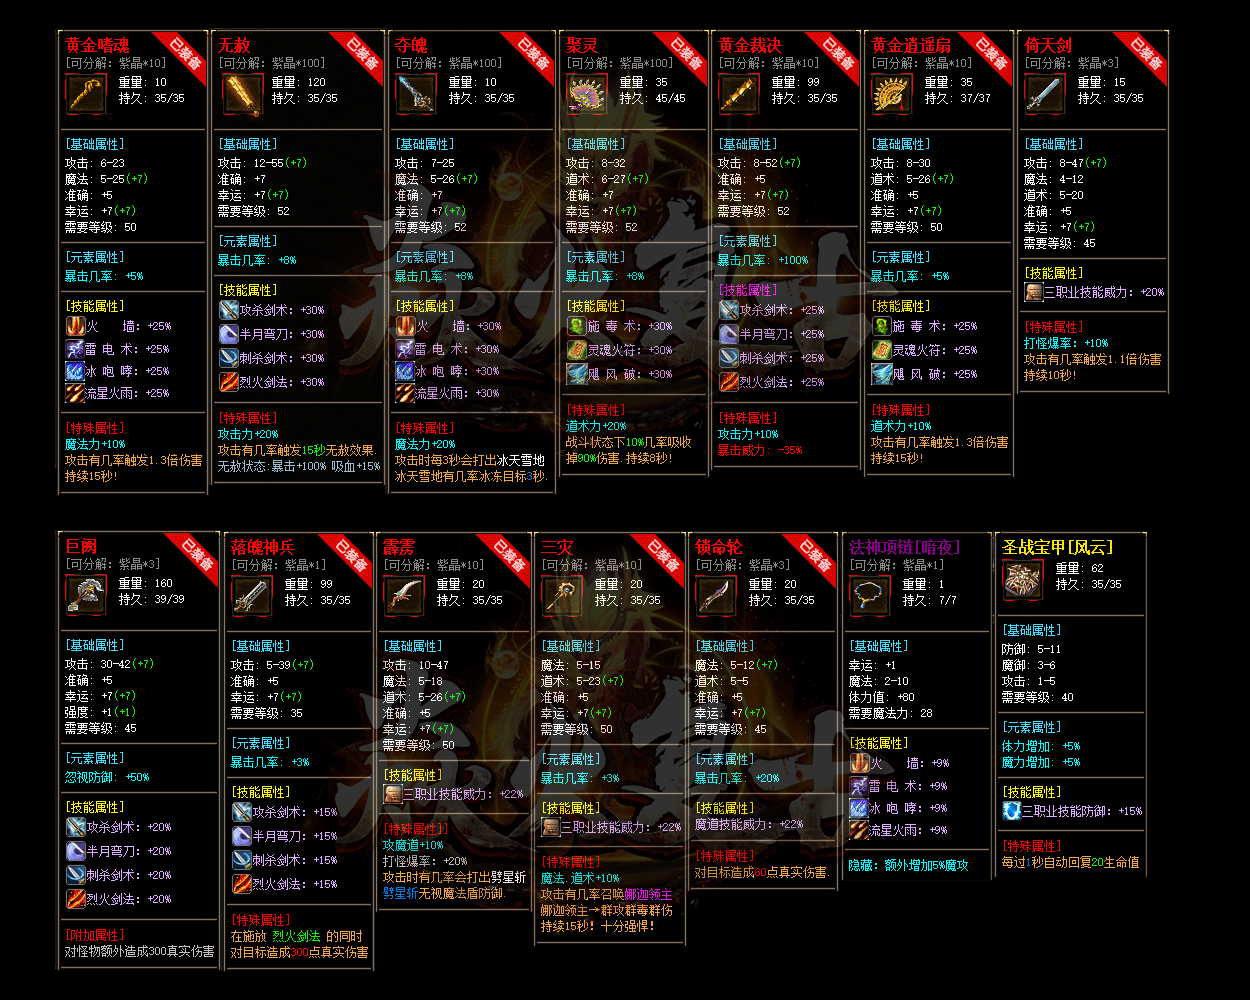 黄金嗜魂
[可分解: 紫晶*10]
已装备
重量: 10
持久: 35/35
[基础属性]
攻击: 6-23
魔法: 5-25(+7)
准确: +5
幸运: +7(+7)
需要等级: 50
[元素属性]
暴击几率: +5%
[技能属性]
火 墙: +25%
雷 电 术: +25%
冰 咆 哮: +25%
流星火雨: +25%
[特殊属性]
魔法力+10%
攻击有几率触发1.3倍伤害
持续15秒!
无赦
[可分解: 紫晶*100]
已装备
重量: 120
持久: 35/35
[基础属性]
攻击: 12-55(+7)
准确: +7
幸运: +7(+7)
需要等级: 52
[元素属性]
暴击几率: +8%
[技能属性]
攻杀剑术: +30%
半月弯刀: +30%
刺杀剑术: +30%
烈火剑法: +30%
[特殊属性]
攻击力+20%
攻击有几率触发15秒无赦效果.
无赦状态:暴击+100% 吸血+15%
夺魄
[可分解: 紫晶*100]
已装备
重量: 10
持久: 35/35
[基础属性]
攻击: 7-25
魔法: 5-26(+7)
准确: +7
幸运: +7(+7)
需要等级: 52
[元素属性]
暴击几率: +8%
[技能属性]
火 墙: +30%
雷 电 术: +30%
冰 咆 哮: +30%
流星火雨: +30%
[特殊属性]
魔法力+20%
攻击时每3秒会打出冰天雪地
冰天雪地有几率冰冻目标3秒.
聚灵
[可分解: 紫晶*100]
已装备
重量: 35
持久: 45/45
[基础属性]
攻击: 8-32
道术: 6-27(+7)
准确: +7
幸运: +7(+7)
需要等级: 52
[元素属性]
暴击几率: +8%
[技能属性]
施 毒 术: +30%
灵魂火符: +30%
飓 风 破: +30%
[特殊属性]
道术力+20%
战斗状态下10%几率吸收
掉90%伤害.持续8秒!
黄金裁决
[可分解: 紫晶*10]
已装备
重量: 99
持久: 35/35
[基础属性]
攻击: 8-52(+7)
准确: +5
幸运: +7(+7)
需要等级: 52
[元素属性]
暴击几率: +100%
[技能属性]
攻杀剑术: +25%
半月弯刀: +25%
刺杀剑术: +25%
烈火剑法: +25%
[特殊属性]
攻击力+10%
暴击威力: -35%
黄金逍遥扇
[可分解: 紫晶*10]
已装备
重量: 35
持久: 37/37
[基础属性]
攻击: 8-30
道术: 5-26(+7)
准确: +5
幸运: +7(+7)
需要等级: 50
[元素属性]
暴击几率: +5%
[技能属性]
施 毒 术: +25%
灵魂火符: +25%
飓 风 破: +25%
[特殊属性]
道术力+10%
攻击有几率触发1.3倍伤害
持续15秒!
倚天剑
[可分解: 紫晶*3]
已装备
重量: 15
持久: 35/35
[基础属性]
攻击: 8-47(+7)
魔法: 4-12
道术: 5-20
准确: +5
幸运: +7(+7)
需要等级: 45
[技能属性]
三职业技能威力: +20%
[特殊属性]
打怪爆率: +10%
攻击有几率触发1.1倍伤害
持续10秒!
巨阙
[可分解: 紫晶*3]
已装备
重量: 160
持久: 39/39
[基础属性]
攻击: 30-42(+7)
准确: +5
幸运: +7(+7)
强度: +1(+1)
需要等级: 45
[元素属性]
忽视防御: +50%
[技能属性]
攻杀剑术: +20%
半月弯刀: +20%
刺杀剑术: +20%
烈火剑法: +20%
[附加属性]
对怪物额外造成300真实伤害
落魄神兵
[可分解: 紫晶*1]
已装备
重量: 99
持久: 35/35
[基础属性]
攻击: 5-39(+7)
准确: +5
幸运: +7(+7)
需要等级: 35
[元素属性]
暴击几率: +3%
[技能属性]
攻杀剑术: +15%
半月弯刀: +15%
刺杀剑术: +15%
烈火剑法: +15%
[特殊属性]
在施放 烈火剑法 的同时
对目标造成300点真实伤害
霹雳
[可分解: 紫晶*10]
已装备
重量: 20
持久: 35/35
[基础属性]
攻击: 10-47
魔法: 5-18
道术: 5-26(+7)
准确: +5
幸运: +7(+7)
需要等级: 50
[技能属性]
三职业技能威力: +22%
[特殊属性]]
攻魔道+10%
打怪爆率: +20%
攻击时有几率会打出劈星斩
劈星斩无视魔法盾防御.
三灾
[可分解: 紫晶*10]
已装备
重量: 20
持久: 35/35
[基础属性]
魔法: 5-15
道术: 5-23(+7)
准确: +5
幸运: +7(+7)
需要等级: 50
[元素属性]
暴击几率: +3%
[技能属性]
三职业技能威力: +22%
[特殊属性]
魔法.道术+10%
攻击有几率召唤娜迦领主
娜迦领主→群攻群毒群伤
持续15秒! 十分强悍!
锁命轮
[可分解: 紫晶*3]
已装备
重量: 20
持久: 35/35
[基础属性]
魔法: 5-12(+7)
道术: 5-5
准确: +5
幸运: +7(+7)
需要等级: 45
[元素属性]
暴击几率: +20%
[技能属性]
魔道技能威力: +22%
[特殊属性]
对目标造成60点真实伤害.
法神项链[暗夜]
[可分解: 紫晶*1]
重量: 1
持久: 7/7
[基础属性]
幸运: +1
魔法: 2-10
体力值: +80
需要魔法力: 28
[技能属性]
火 墙: +9%
雷 电 术: +9%
冰 咆 哮: +9%
流星火雨: +9%
隐藏: 额外增加5%魔攻
圣战宝甲[风云]
重量: 62
持久: 35/35
[基础属性]
防御: 5-11
魔御: 3-6
攻击: 1-5
需要等级: 40
[元素属性]
体力增加: +5%
魔力增加: +5%
[技能属性]
三职业技能防御: +15%
[特殊属性]
每过1秒自动回复20生命值